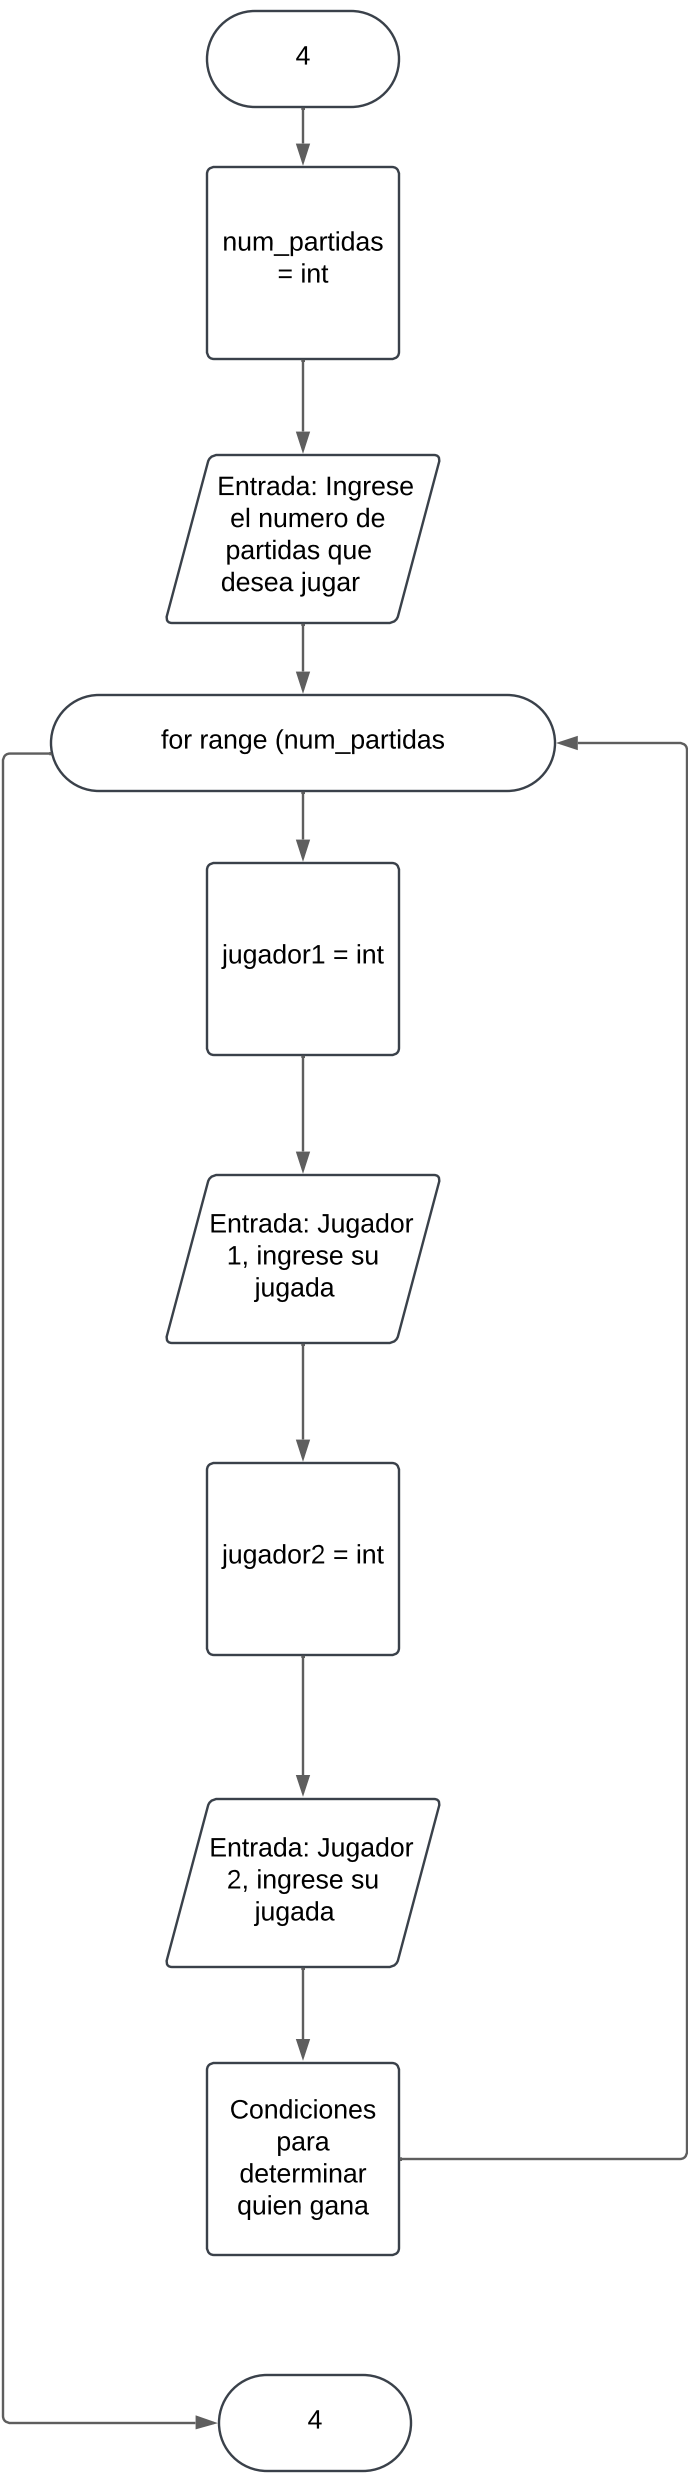 4
num_partidas
= int
Entrada: Ingrese
el numero de
partidas que
desea jugar
for range (num_partidas
jugador1 = int
Entrada: Jugador
1, ingrese su
jugada
jugador2 = int
Entrada: Jugador
2, ingrese su
jugada
Condiciones
para
determinar
quien gana
4